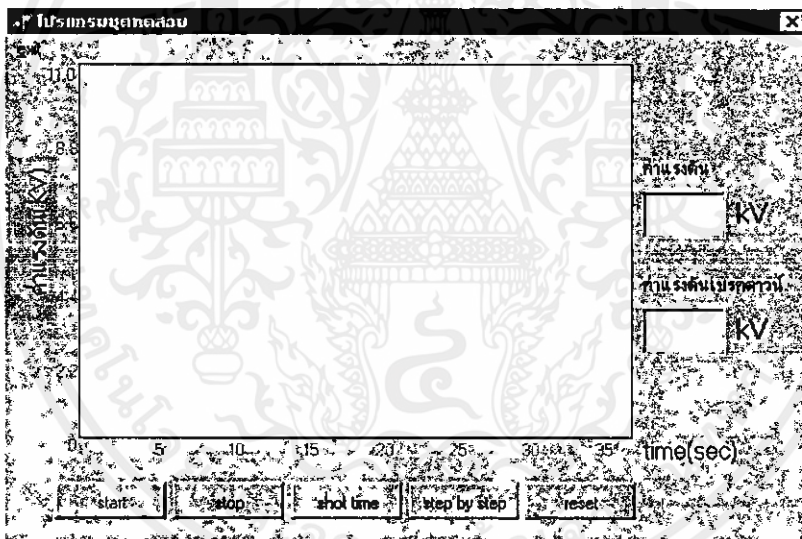 โปรแกรมชุดทดสอบ
11.0
8.8
ค่าแรงดัน(KV)
2.2
0
5 10 15 20 25 30 35
time(sec)
ค่าแรงดัน
kV
ค่าแรงดันเบรกดาวน์
kV
start stop shot time step by step reset